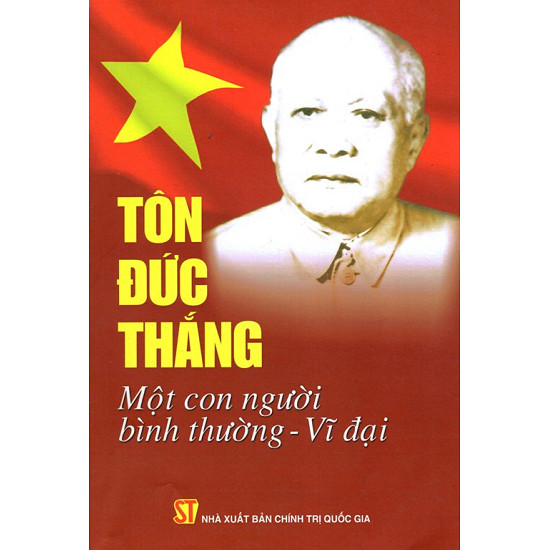 TÔN
ĐỨC
THẮNG
Một con người
bình thường - Vĩ đại
ST NHÀ XUẤT BẢN CHÍNH TRỊ QUỐC GIA